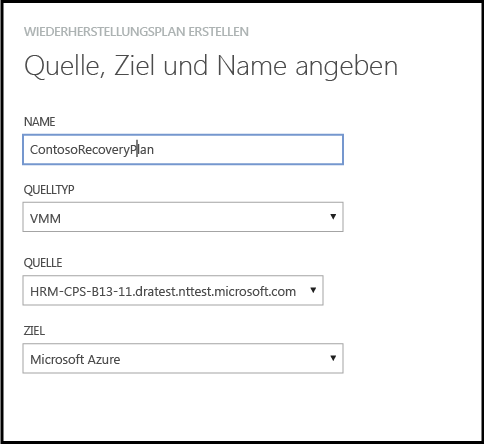 WIEDERHERSTELLUNGSPLAN ERSTELLEN
Quelle, Ziel und Name angeben
NAME
ContosoRecoveryPlan
QUELLTYP
VMM
QUELLE
HRM-CPS-B13-11.dratest.nttest.microsoft.com
ZIEL
Microsoft Azure